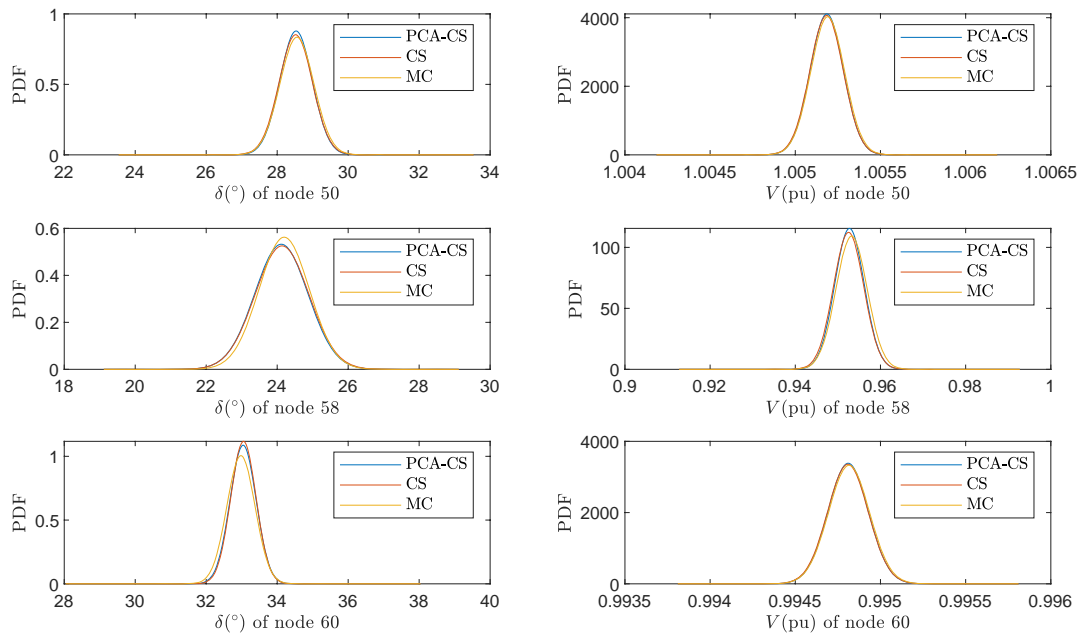 1
0.5
0
PDF
22 24 26 28 30 32 34
δ(°) of node 50
PCA-CS
CS
MC
4000
2000
0
PDF
1.004 1.0045 1.005 1.0055 1.006 1.0065
V(pu) of node 50
PCA-CS
CS
MC
0.6
0.4
0.2
0
PDF
18 20 22 24 26 28 30
δ(°) of node 58
PCA-CS
CS
MC
100
50
0
PDF
0.9 0.92 0.94 0.96 0.98 1
V(pu) of node 58
PCA-CS
CS
MC
1
0.5
0
PDF
28 30 32 34 36 38 40
δ(°) of node 60
PCA-CS
CS
MC
4000
2000
0
PDF
0.9935 0.994 0.9945 0.995 0.9955 0.996
V(pu) of node 60
PCA-CS
CS
MC